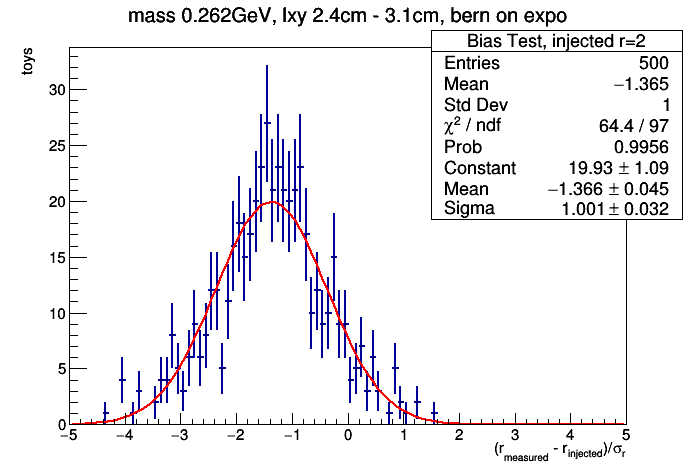 mass 0.262GeV, lxy 2.4cm - 3.1cm, bern on expo
Bias Test, injected r=2
Entries 500
Mean −1.365
Std Dev 1
χ² / ndf 64.4 / 97
Prob 0.9956
Constant 19.93 ± 1.09
Mean −1.366 ± 0.045
Sigma 1.001 ± 0.032
toys
30
25
20
15
10
5
0
−5 −4 −3 −2 −1 0 1 2 3 4 5
(r_measured - r_injected)/σ_r